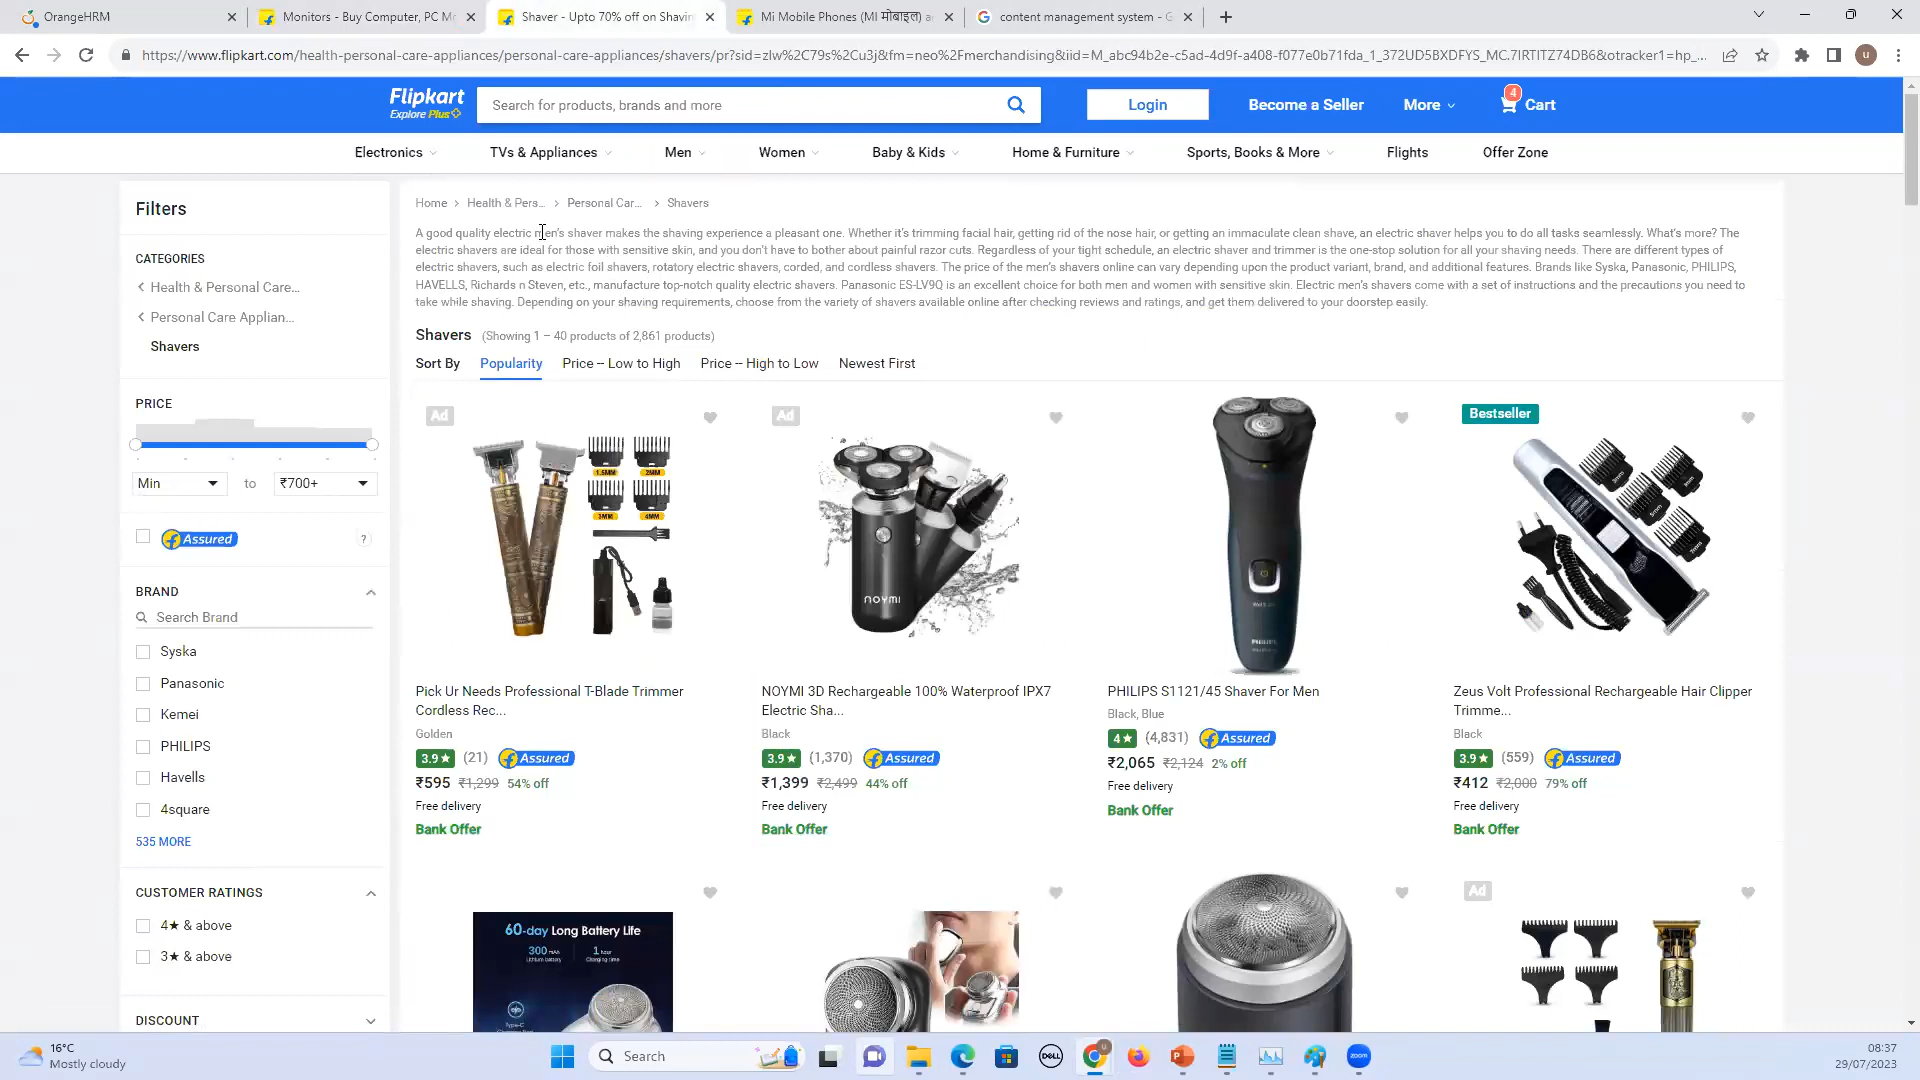 OrangeHRM
Monitors - Buy Computer, PC Mo
Shaver - Upto 70% off on Shavin
Mi Mobile Phones (MI मोबाइल) a
content management system - G
https://www.flipkart.com/health-personal-care-appliances/personal-care-appliances/shavers/pr?sid=zlw%2C79s%2Cu3j&fm=neo%2Fmerchandising&iid=M_abc94b2e-c5ad-4d9f-a408-f077e0b71fda_1_372UD5BXDFYS_MC.7IRTITZ74DB6&otracker1=hp_...
u
Flipkart
Explore Plus
Search for products, brands and more
Login
Become a Seller
More
4
Cart
Electronics
TVs & Appliances
Men
Women
Baby & Kids
Home & Furniture
Sports, Books & More
Flights
Offer Zone
Filters
CATEGORIES
Health & Personal Care...
Personal Care Applian...
Shavers
PRICE
Min
to
₹700+
Assured
?
BRAND
Search Brand
Syska
Panasonic
Kemei
PHILIPS
Havells
4square
535 MORE
CUSTOMER RATINGS
4★ & above
3★ & above
DISCOUNT
Home > Health & Pers... > Personal Car... > Shavers
A good quality electric men's shaver makes the shaving experience a pleasant one. Whether it's trimming facial hair, getting rid of the nose hair, or getting an immaculate clean shave, an electric shaver helps you to do all tasks seamlessly. What's more? The
electric shavers are ideal for those with sensitive skin, and you don't have to bother about painful razor cuts. Regardless of your tight schedule, an electric shaver and trimmer is the one-stop solution for all your shaving needs. There are different types of
electric shavers, such as electric foil shavers, rotatory electric shavers, corded, and cordless shavers. The price of the men's shavers online can vary depending upon the product variant, brand, and additional features. Brands like Syska, Panasonic, PHILIPS,
HAVELLS, Richards n Steven, etc., manufacture top-notch quality electric shavers. Panasonic ES-LV9Q is an excellent choice for both men and women with sensitive skin. Electric men's shavers come with a set of instructions and the precautions you need to
take while shaving. Depending on your shaving requirements, choose from the variety of shavers available online after checking reviews and ratings, and get them delivered to your doorstep easily.
Shavers (Showing 1 – 40 products of 2,861 products)
Sort By Popularity Price -- Low to High Price -- High to Low Newest First
Ad
1.5MM
2MM
3MM
4MM
Pick Ur Needs Professional T-Blade Trimmer
Cordless Rec...
Golden
3.9★ (21) Assured
₹595 ₹1,299 54% off
Free delivery
Bank Offer
Ad
NOYMI
NOYMI 3D Rechargeable 100% Waterproof IPX7
Electric Sha...
Black
3.9★ (1,370) Assured
₹1,399 ₹2,499 44% off
Free delivery
Bank Offer
PHILIPS
PHILIPS S1121/45 Shaver For Men
Black, Blue
4★ (4,831) Assured
₹2,065 ₹2,124 2% off
Free delivery
Bank Offer
Bestseller
Zeus Volt Professional Rechargeable Hair Clipper
Trimme...
Black
3.9★ (559) Assured
₹412 ₹2,000 79% off
Free delivery
Bank Offer
60-day Long Battery Life
300 mAh
Lithium battery
1 hour
Charging time
Type-C
Ad
16°C
Mostly cloudy
Search
DELL
zoom
08:37
29/07/2023